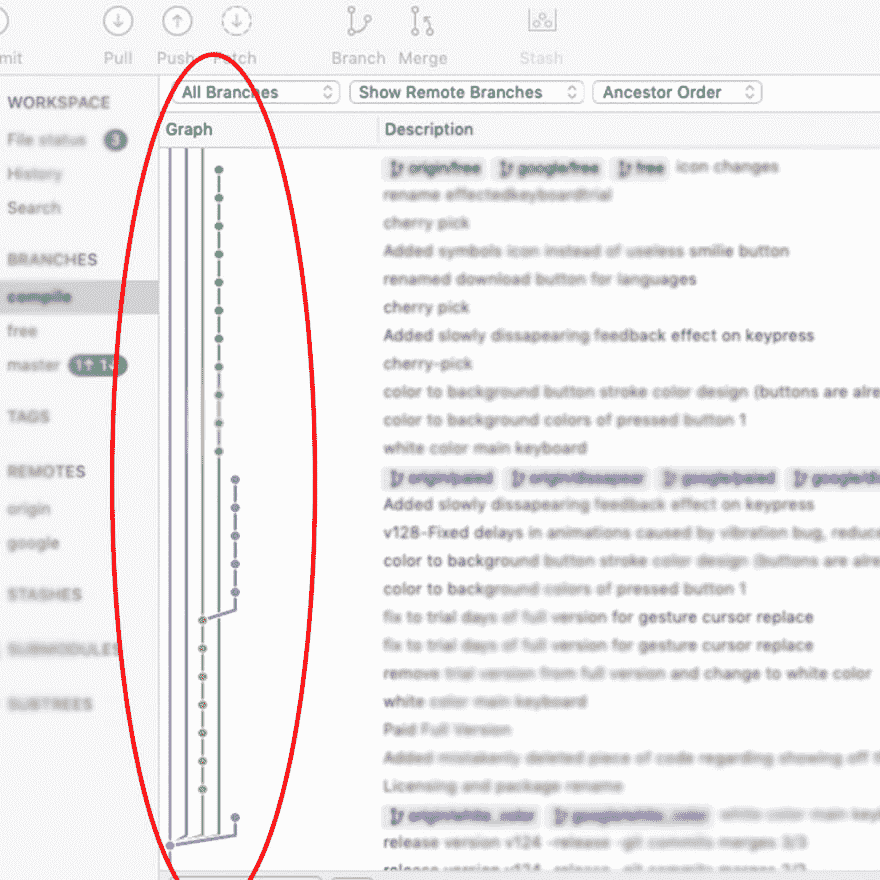 mit Pull Push Fetch Branch Merge Stash
All Branches Show Remote Branches Ancestor Order
WORKSPACE
Graph Description
File status 3
History
Search
BRANCHES
compile
free
master 1↑ 1↓
TAGS
REMOTES
origin
google
STASHES
SUBMODULES
SUBTREES
origin/free google/free free icon changes
rename effectedkeyboardtrial
cherry pick
Added symbols icon instead of useless smilie button
renamed download button for languages
cherry pick
Added slowly dissapearing feedback effect on keypress
cherry-pick
color to background button stroke color design (buttons are alre
color to background colors of pressed button 1
white color main keyboard
origin/paied origin/dissapear google/paied
Added slowly dissapearing feedback effect on keypress
v128-Fixed delays in animations caused by vibration bug, reduce
color to background button stroke color design (buttons are alre
color to background colors of pressed button 1
fix to trial days of full version for gesture cursor replace
fix to trial days of full version for gesture cursor replace
remove trial version from full version and change to white color
white color main keyboard
Paid Full Version
Added mistakenly deleted piece of code regarding showing off t
Licensing and package rename
origin/white_color google/white_color white color main key
release version v124 -release -git commits merges 3/3
release version v124 -release -git commits merges